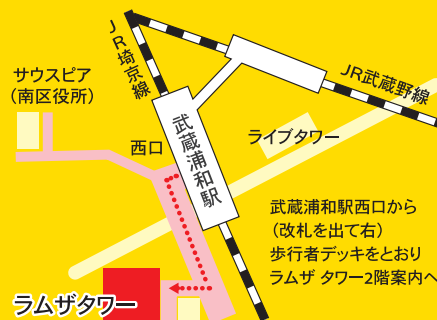 JR埼京線
JR武蔵野線
サウスピア
(南区役所)
西口
武蔵浦和駅
ライブタワー
武蔵浦和駅西口から
(改札を出て右)
歩行者デッキをとおり
ラムザ タワー2階案内へ
ラムザタワー